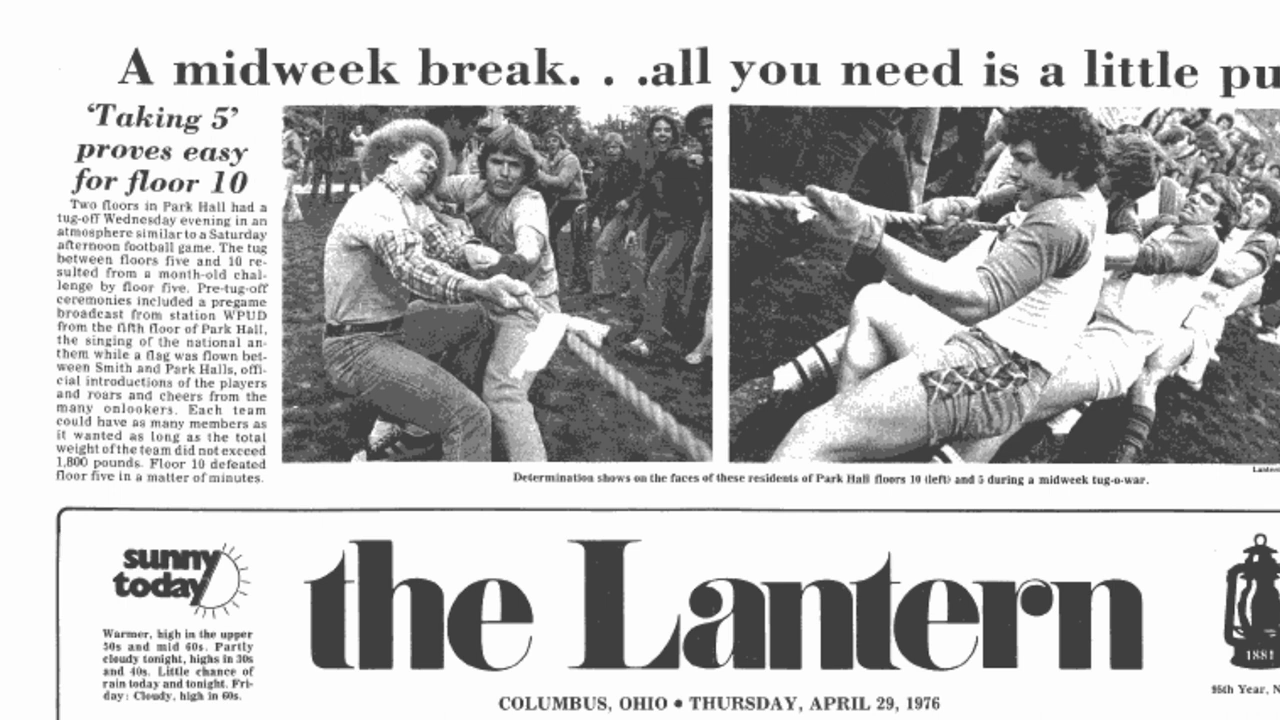 A midweek break. . .all you need is a little pu
‘Taking 5’
proves easy
for floor 10
Two floors in Park Hall had a
tug-off Wednesday evening in an
atmosphere similar to a Saturday
afternoon football game. The tug
between floors five and 10 re-
sulted from a month-old chal-
lenge by floor five. Pre-tug-off
ceremonies included a pregame
broadcast from station WPUD
from the fifth floor of Park Hall,
the singing of the national an-
them while a flag was flown bet-
ween Smith and Park Halls, offi-
cial introductions of the players
and roars and cheers from the
many onlookers. Each team
could have as many members as
it wanted as long as the total
weight of the team did not exceed
1,800 pounds. Floor 10 defeated
floor five in a matter of minutes.
Lantern
Determination shows on the faces of these residents of Park Hall floors 10 (left) and 5 during a midweek tug-o-war.
sunny
today
Warmer, high in the upper
50s and mid 60s. Partly
cloudy tonight, highs in 30s
and 40s. Little chance of
rain today and tonight. Fri-
day: Cloudy, high in 60s.
the Lantern
COLUMBUS, OHIO • THURSDAY, APRIL 29, 1976
1881
95th Year, N